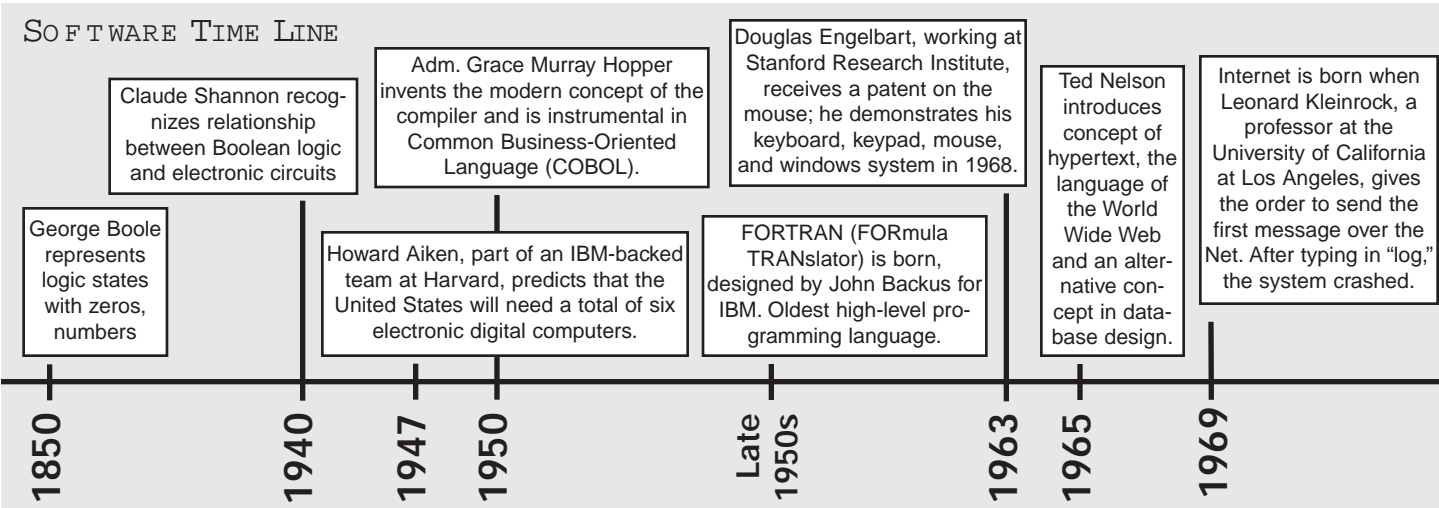 SOFTWARE TIME LINE
George Boole
represents
logic states
with zeros,
numbers
1850
Claude Shannon recog-
nizes relationship
between Boolean logic
and electronic circuits
1940
Howard Aiken, part of an IBM-backed
team at Harvard, predicts that the
United States will need a total of six
electronic digital computers.
1947
Adm. Grace Murray Hopper
invents the modern concept of the
compiler and is instrumental in
Common Business-Oriented
Language (COBOL).
1950
FORTRAN (FORmula
TRANslator) is born,
designed by John Backus for
IBM. Oldest high-level pro-
gramming language.
Late
1950s
Douglas Engelbart, working at
Stanford Research Institute,
receives a patent on the
mouse; he demonstrates his
keyboard, keypad, mouse,
and windows system in 1968.
1963
Ted Nelson
introduces
concept of
hypertext, the
language of
the World
Wide Web
and an alter-
native con-
cept in data-
base design.
1965
Internet is born when
Leonard Kleinrock, a
professor at the
University of California
at Los Angeles, gives
the order to send the
first message over the
Net. After typing in “log,”
the system crashed.
1969